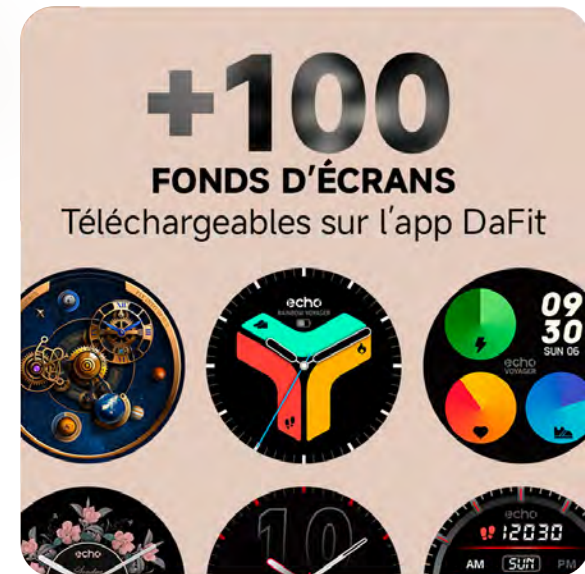 +100
FONDS D'ÉCRANS
Téléchargeables sur l'app DaFit
echo
RAINBOW VOYAGER
09
30
SUN 06
echo
VOYAGER
echo
10
echo
12030
AM SUN PM